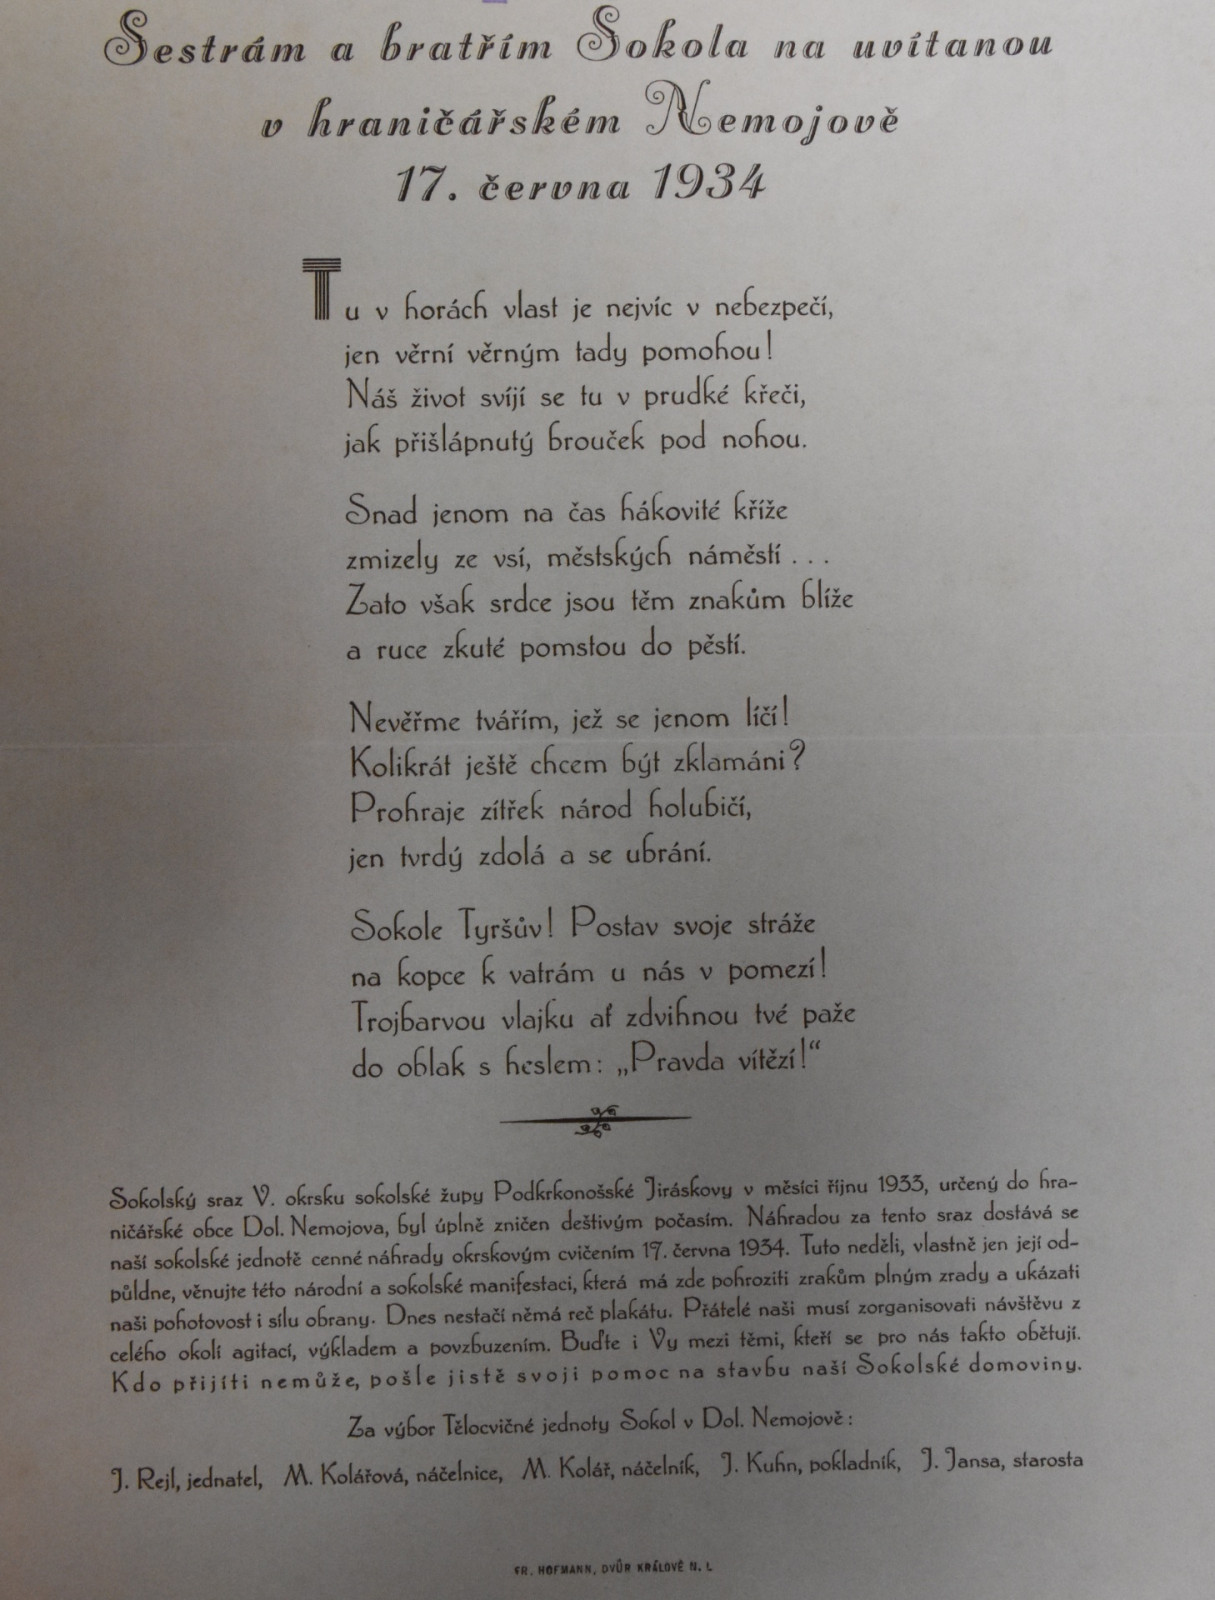 Sestrám a bratřím Sokola na uvítanou
v hraničářském Nemojově
17. června 1934
Tu v horách vlast je nejvíc v nebezpečí,
jen věrní věrným tady pomohou!
Náš život svíjí se tu v prudké křeči,
jak přišlápnutý brouček pod nohou.
Snad jenom na čas hákovité kříže
zmizely ze vsí, městských náměstí . . .
Zato však srdce jsou těm znakům blíže
a ruce zkuté pomstou do pěstí.
Nevěřme tvářím, jež se jenom líčí!
Kolikrát ještě chcem být zklamáni?
Prohraje zítřek národ holubičí,
jen tvrdý zdolá a se ubrání.
Sokole Tyršův! Postav svoje stráže
na kopce k vatrám u nás v pomezí!
Trojbarvou vlajku ať zdvihnou tvé paže
do oblak s heslem: „Pravda vítězí!“
Sokolský sraz V. okrsku sokolské župy Podkrkonošské Jiráskovy v měsíci říjnu 1933, určený do hra-
ničářské obce Dol. Nemojova, byl úplně zničen deštivým počasím. Náhradou za tento sraz dostává se
naší sokolské jednotě cenné náhrady okrskovým cvičením 17. června 1934. Tuto neděli, vlastně jen její od-
půldne, věnujte této národní a sokolské manifestaci, která má zde pohroziti zrakům plným zrady a ukázati
naši pohotovost i sílu obrany. Dnes nestačí němá reč plakátu. Přátelé naši musí zorganisovati návštěvu z
celého okolí agitací, výkladem a povzbuzením. Buďte i Vy mezi těmi, kteří se pro nás takto obětují.
Kdo přijíti nemůže, pošle jistě svoji pomoc na stavbu naší Sokolské domoviny.
Za výbor Tělocvičné jednoty Sokol v Dol. Nemojově:
J. Rejl, jednatel, M. Kolářová, náčelnice, M. Kolář, náčelník, J. Kuhn, pokladník, J. Jansa, starosta
FR. HOFMANN, DVŮR KRÁLOVÉ N. L.